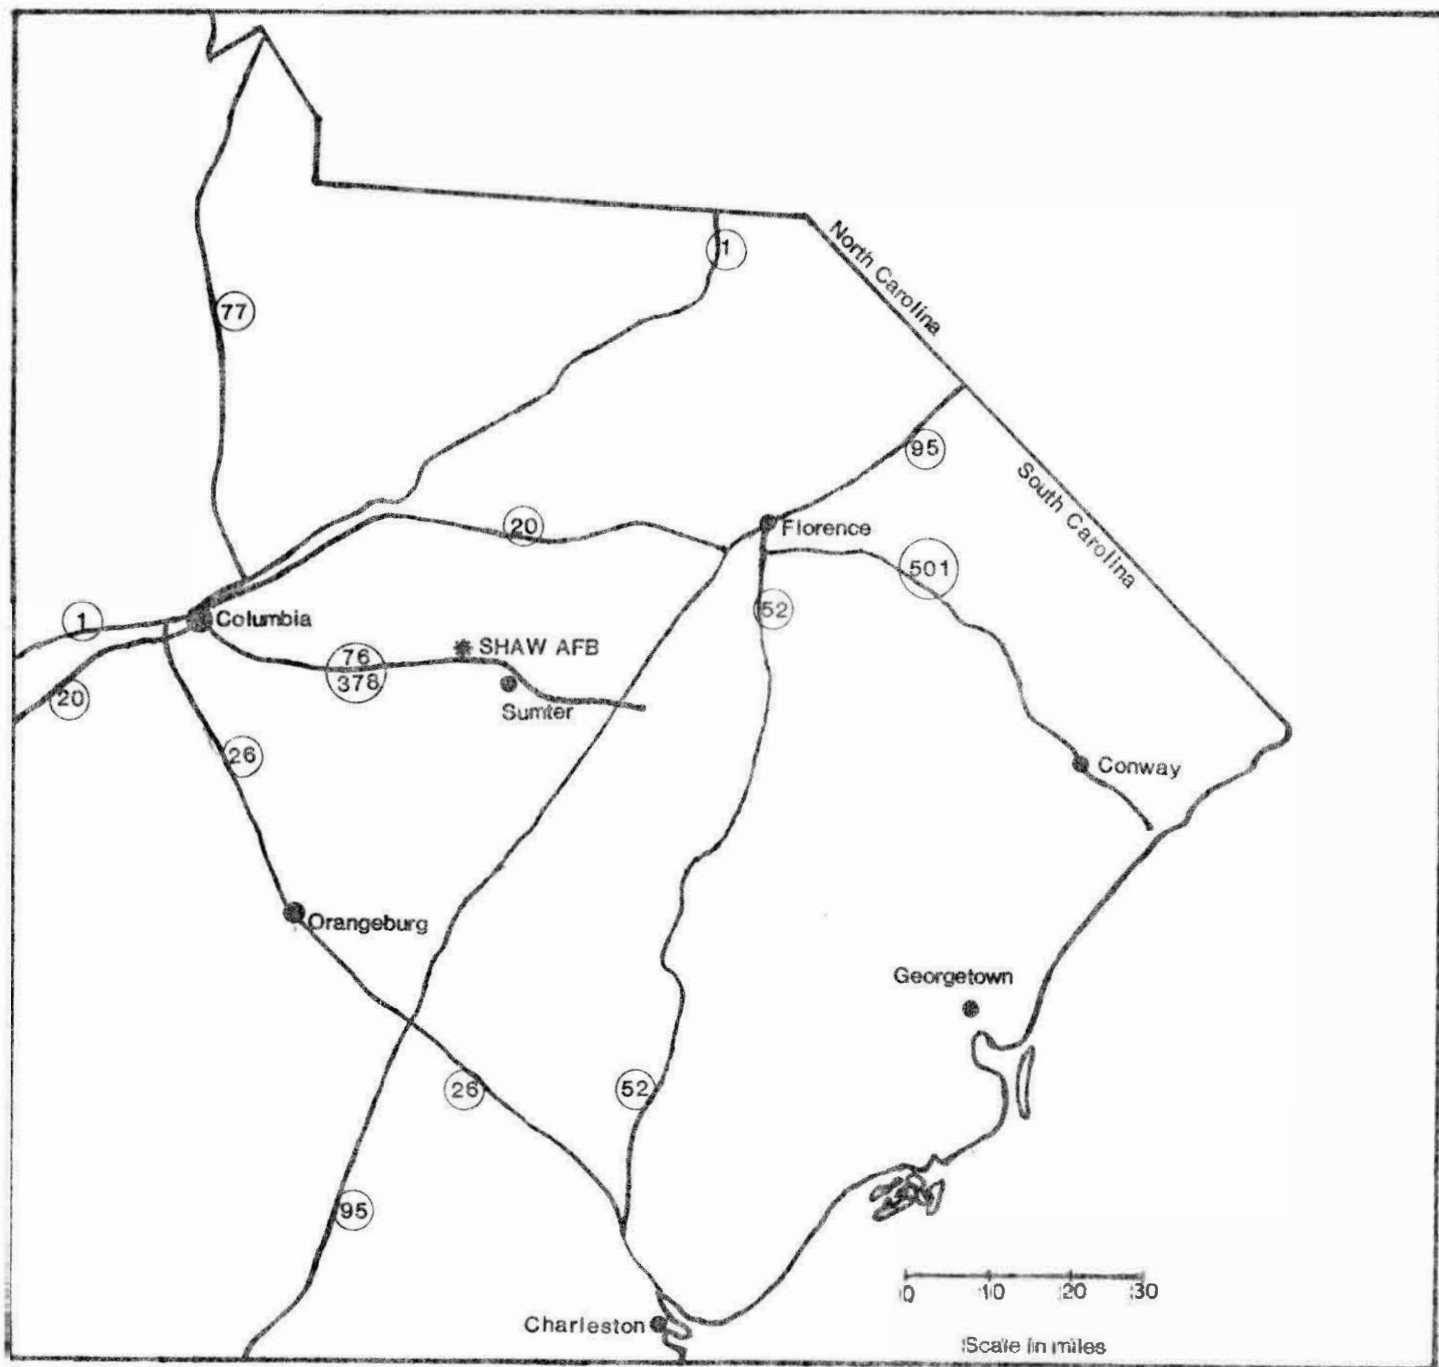 1
North Carolina
77
95
South Carolina
20
Florence
501
52
1
Columbia
SHAW AFB
76
378
20
Sumter
26
Conway
Orangeburg
Georgetown
26
52
95
0 10 20 30
Charleston
Scale in miles